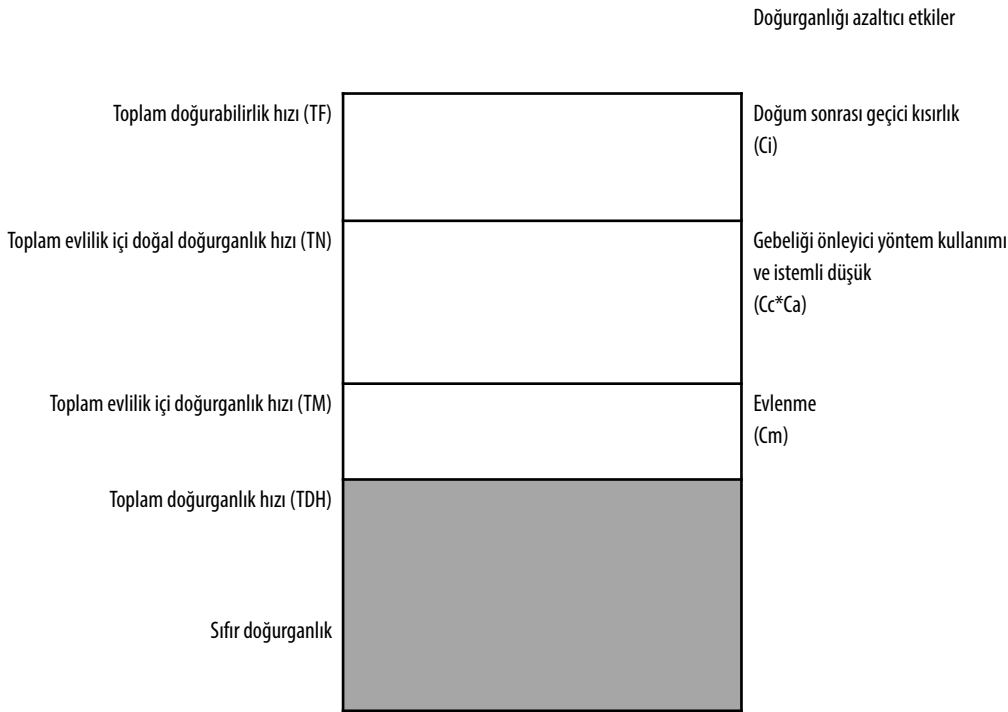 Doğurganlığı azaltıcı etkiler
Toplam doğurabilirlik hızı (TF)
Doğum sonrası geçici kısırlık
(Ci)
Toplam evlilik içi doğal doğurganlık hızı (TN)
Gebeliği önleyici yöntem kullanımı
ve istemli düşük
(Cc*Ca)
Toplam evlilik içi doğurganlık hızı (TM)
Evlenme
(Cm)
Toplam doğurganlık hızı (TDH)
Sıfır doğurganlık